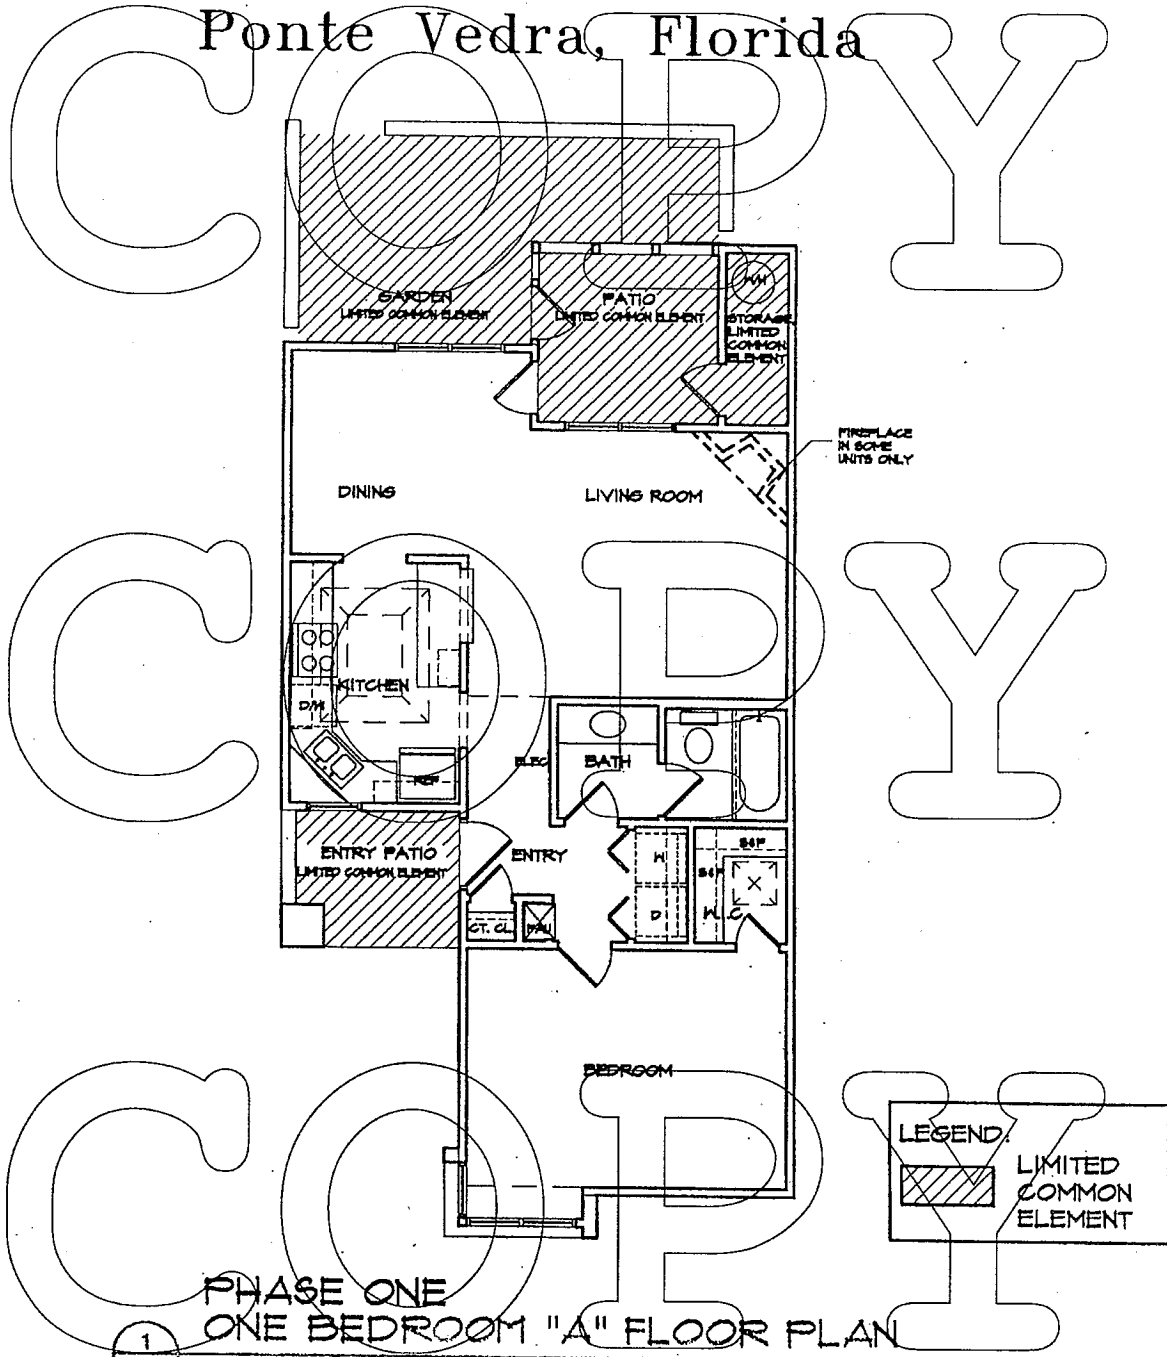 Ponte Vedra, Florida
COPY
GARDEN
LIMITED COMMON ELEMENT
PATIO
LIMITED COMMON ELEMENT
W/H
STORAGE
LIMITED
COMMON
ELEMENT
FIREPLACE
IN SOME
UNITS ONLY
DINING
LIVING ROOM
COPY
KITCHEN
D/W
REF
ELEC
BATH
ENTRY PATIO
LIMITED COMMON ELEMENT
ENTRY
W
D
S&P
S&P
W.I.C.
CT. CL.
FAU
BEDROOM
COPY
LEGEND:
LIMITED
COMMON
ELEMENT
PHASE ONE
ONE BEDROOM "A" FLOOR PLAN
1